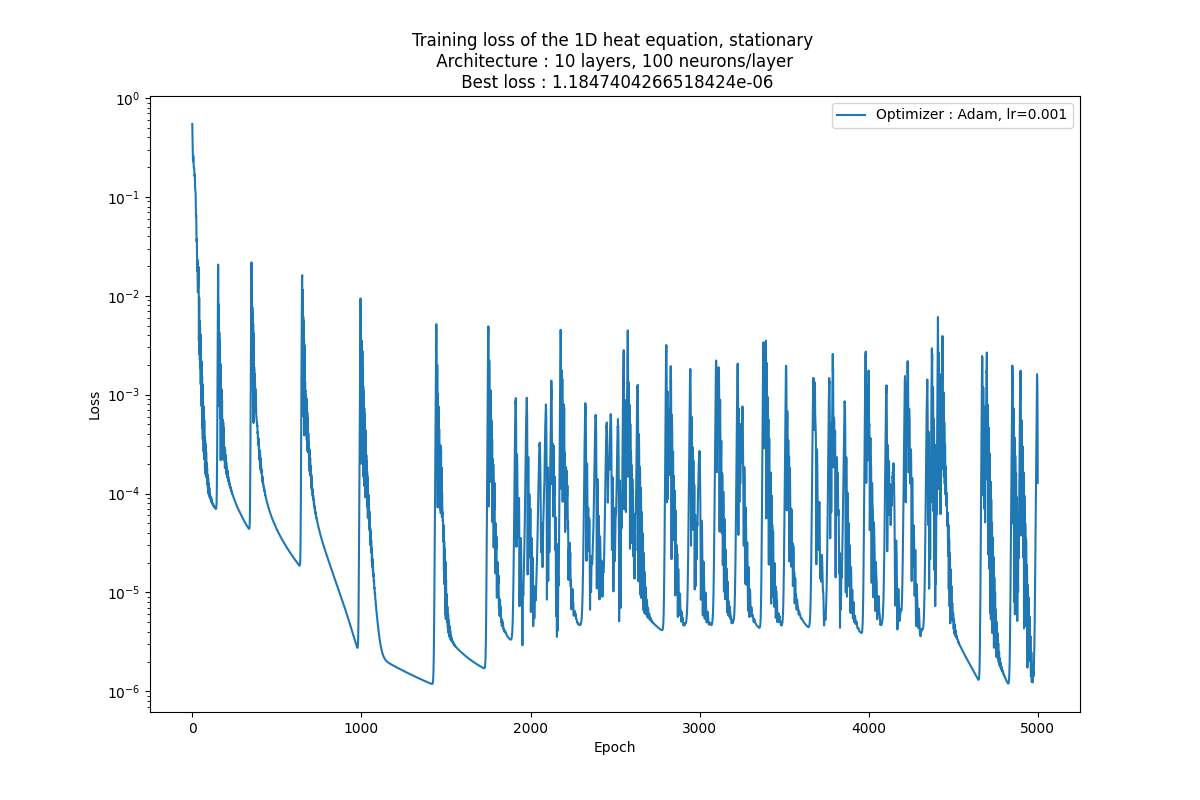 Training loss of the 1D heat equation, stationary
Architecture : 10 layers, 100 neurons/layer
Best loss : 1.1847404266518424e-06
Optimizer : Adam, lr=0.001
Loss
10^0
10^-1
10^-2
10^-3
10^-4
10^-5
10^-6
0 1000 2000 3000 4000 5000
Epoch